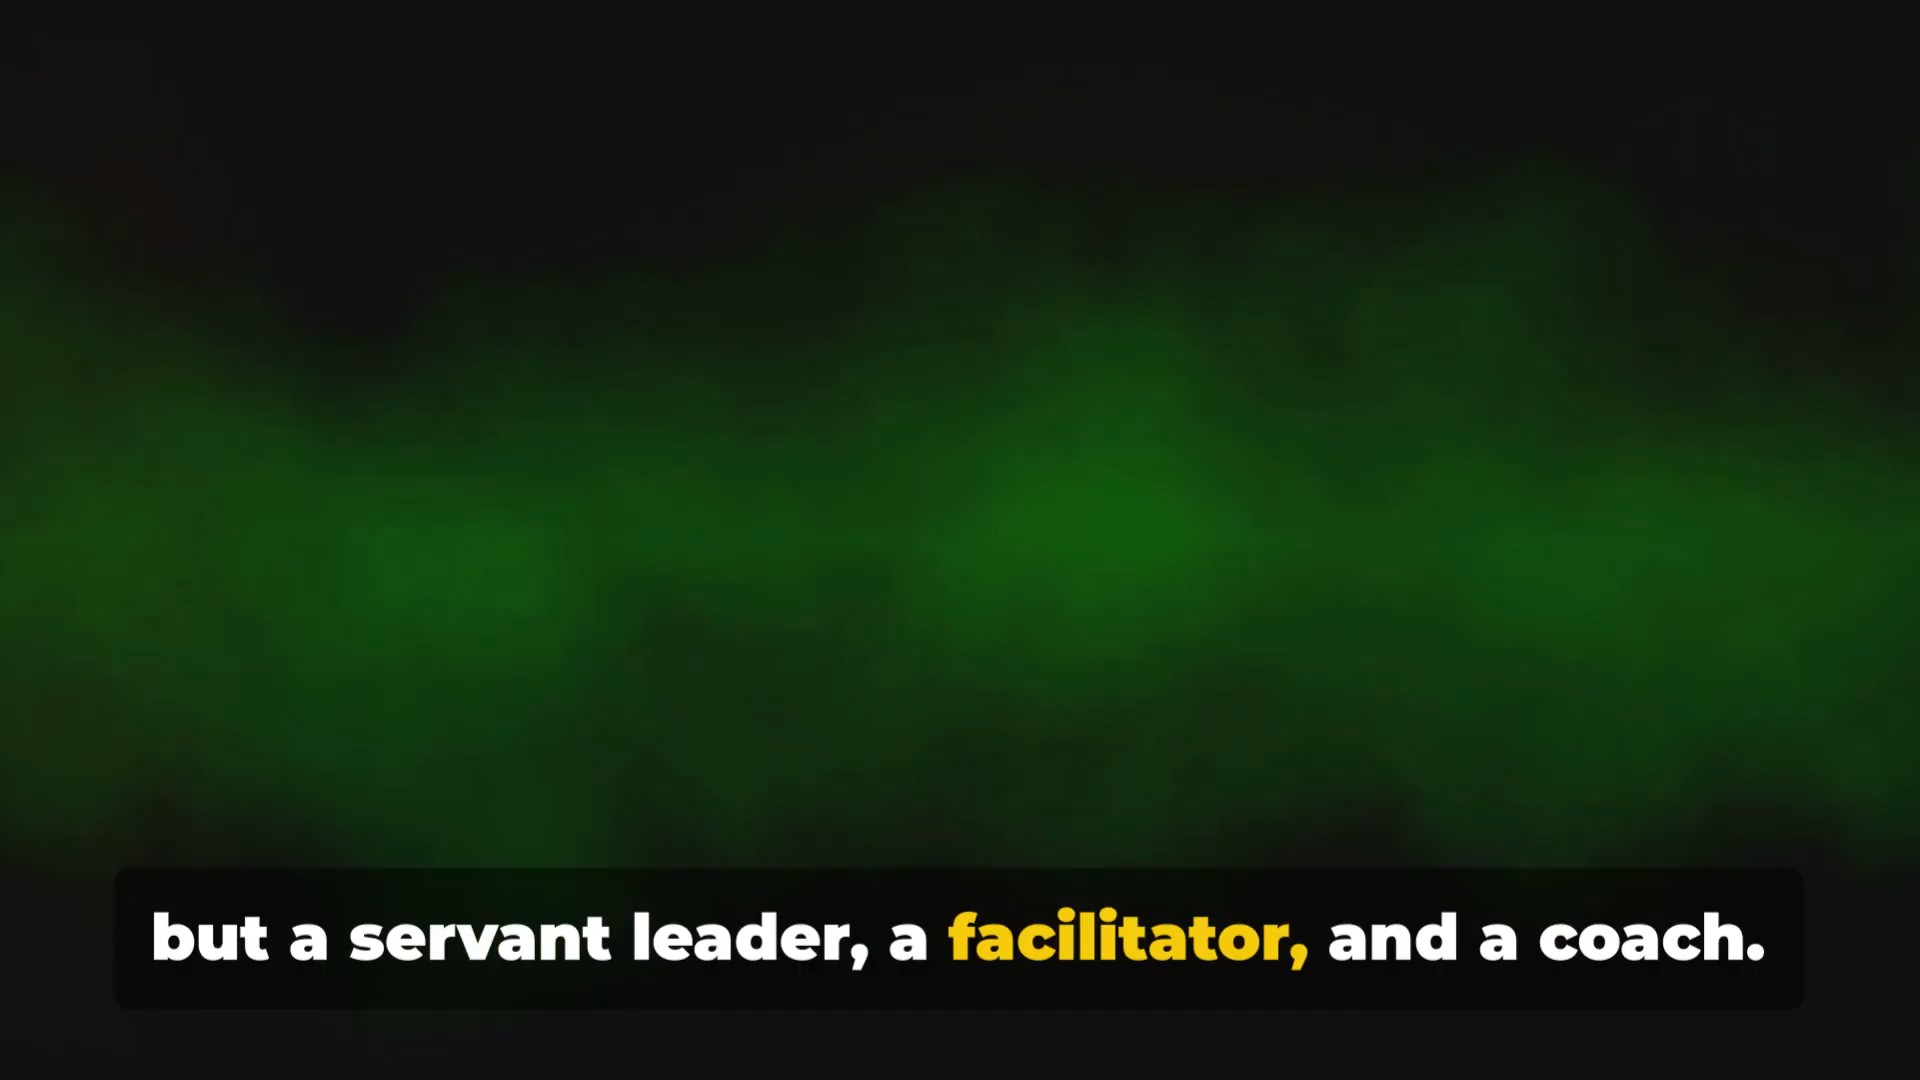 but a servant leader, a facilitator, and a coach.